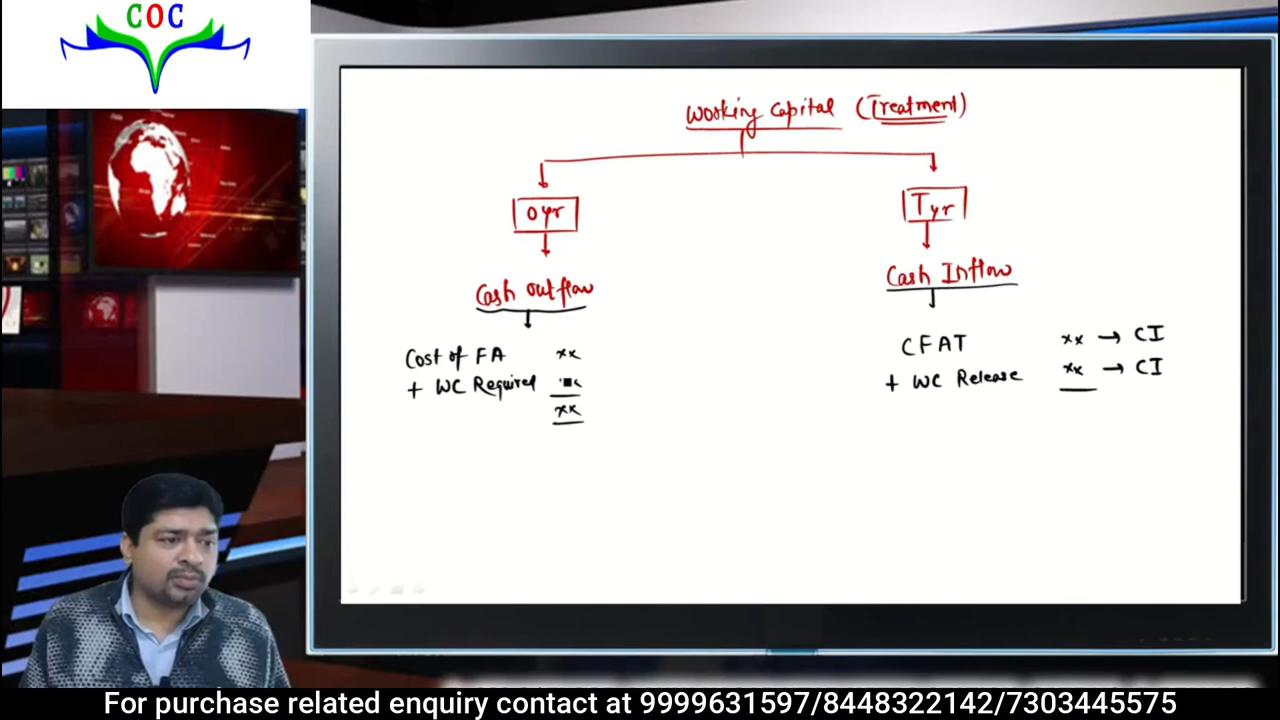 COC
Working Capital (Treatment)
0 yr
T yr
Cash Outflow
Cash Inflow
Cost of FA xx
+ WC Required
xx
CFAT xx → CI
+ WC Release xx → CI
For purchase related enquiry contact at 9999631597/8448322142/7303445575